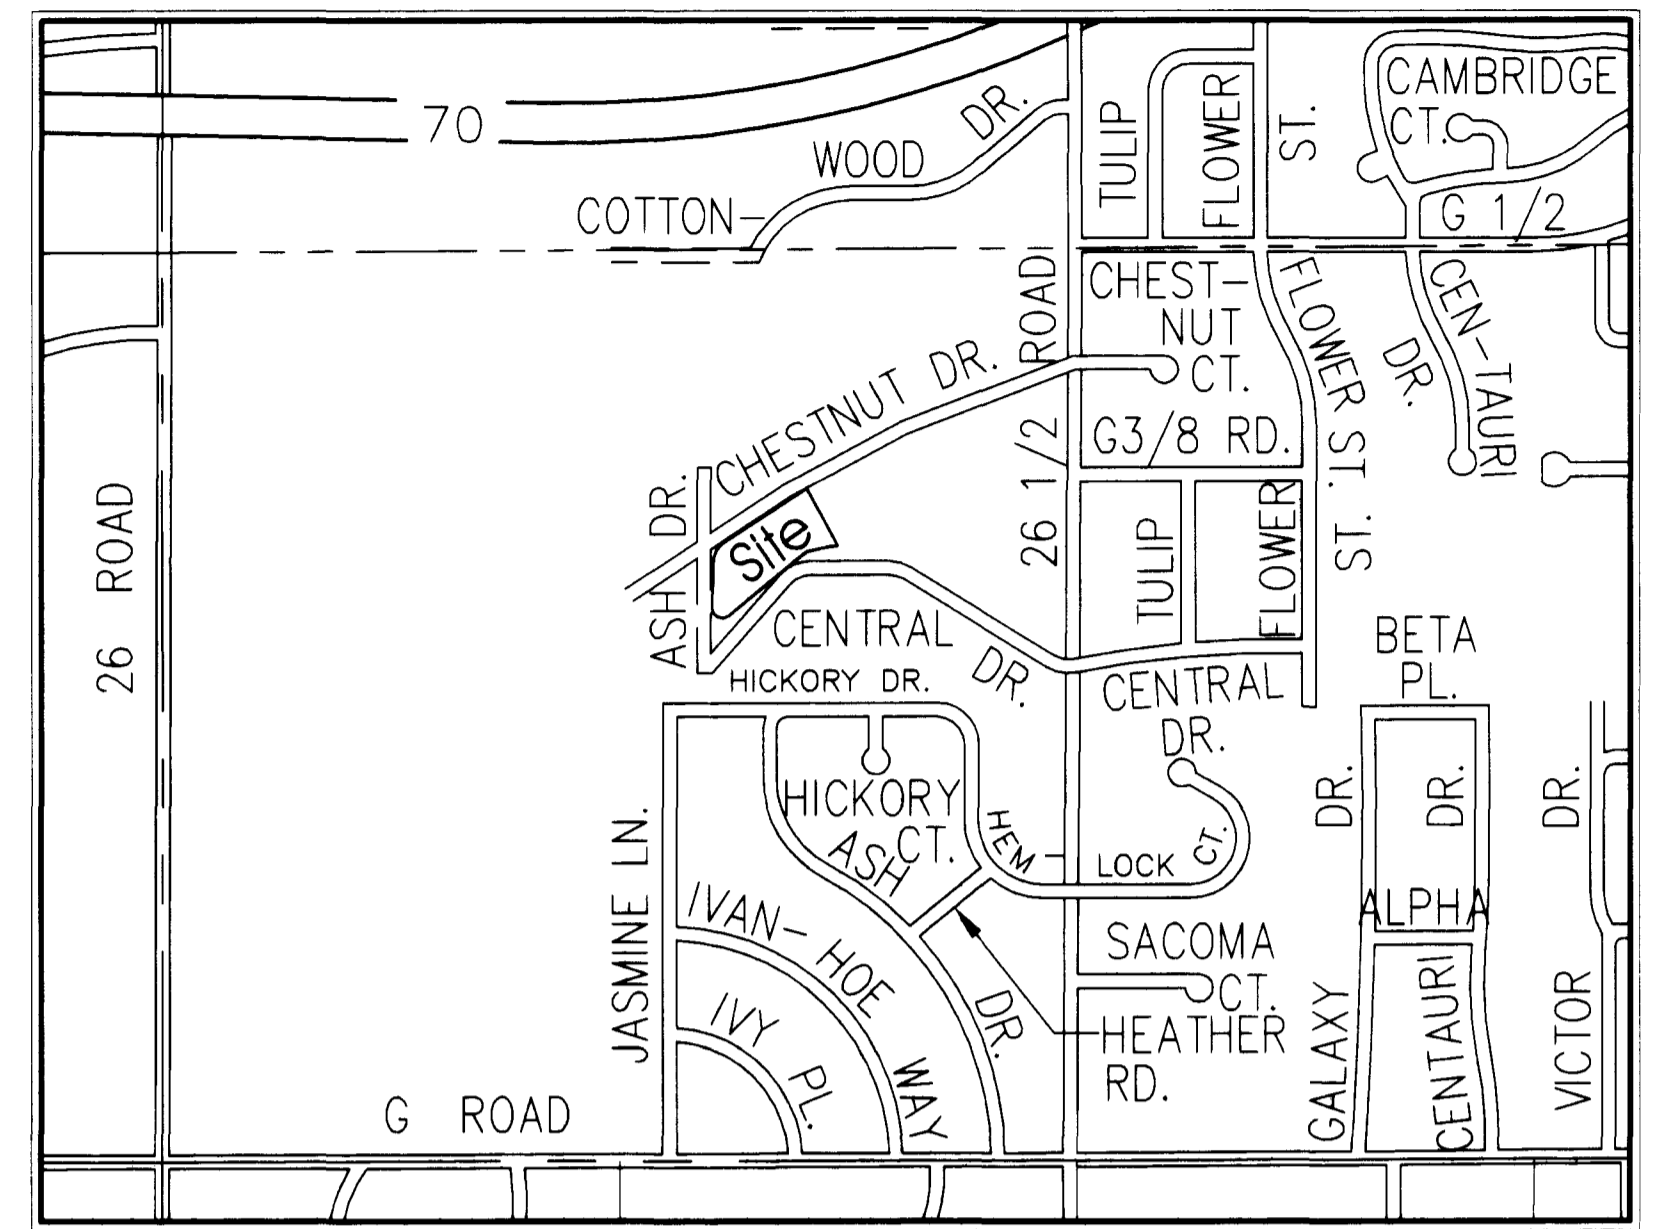 70
COTTON-
WOOD
DR.
TULIP
FLOWER
ST.
CAMBRIDGE
CT.
G 1/2
CHEST-
NUT
CT.
FLOWER ST.
CEN-TAURI
DR.
26 1/2 ROAD
CHESTNUT DR.
G3/8 RD.
26 ROAD
ASH DR.
Site
TULIP
FLOWER
ST.
CENTRAL
DR.
HICKORY DR.
CENTRAL
DR.
BETA
PL.
HICKORY
CT.
HEM-
LOCK
CT.
DR.
DR.
DR.
ASH
DR.
JASMINE LN.
IVAN-HOE
WAY
IVY
PL.
SACOMA
CT.
HEATHER
RD.
ALPHA
GALAXY
CENTAURI
VICTOR
G ROAD